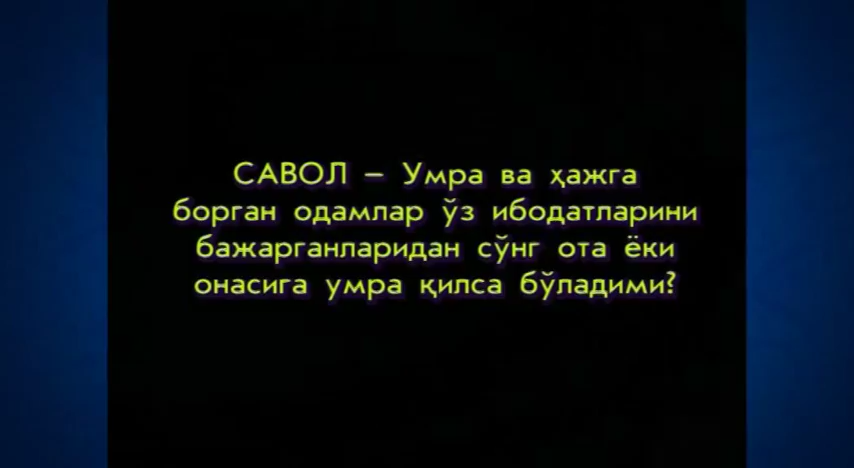 САВОЛ – Умра ва ҳажга
борган одамлар ўз ибодатларини
бажарганларидан сўнг ота ёки
онасига умра қилса бўладими?